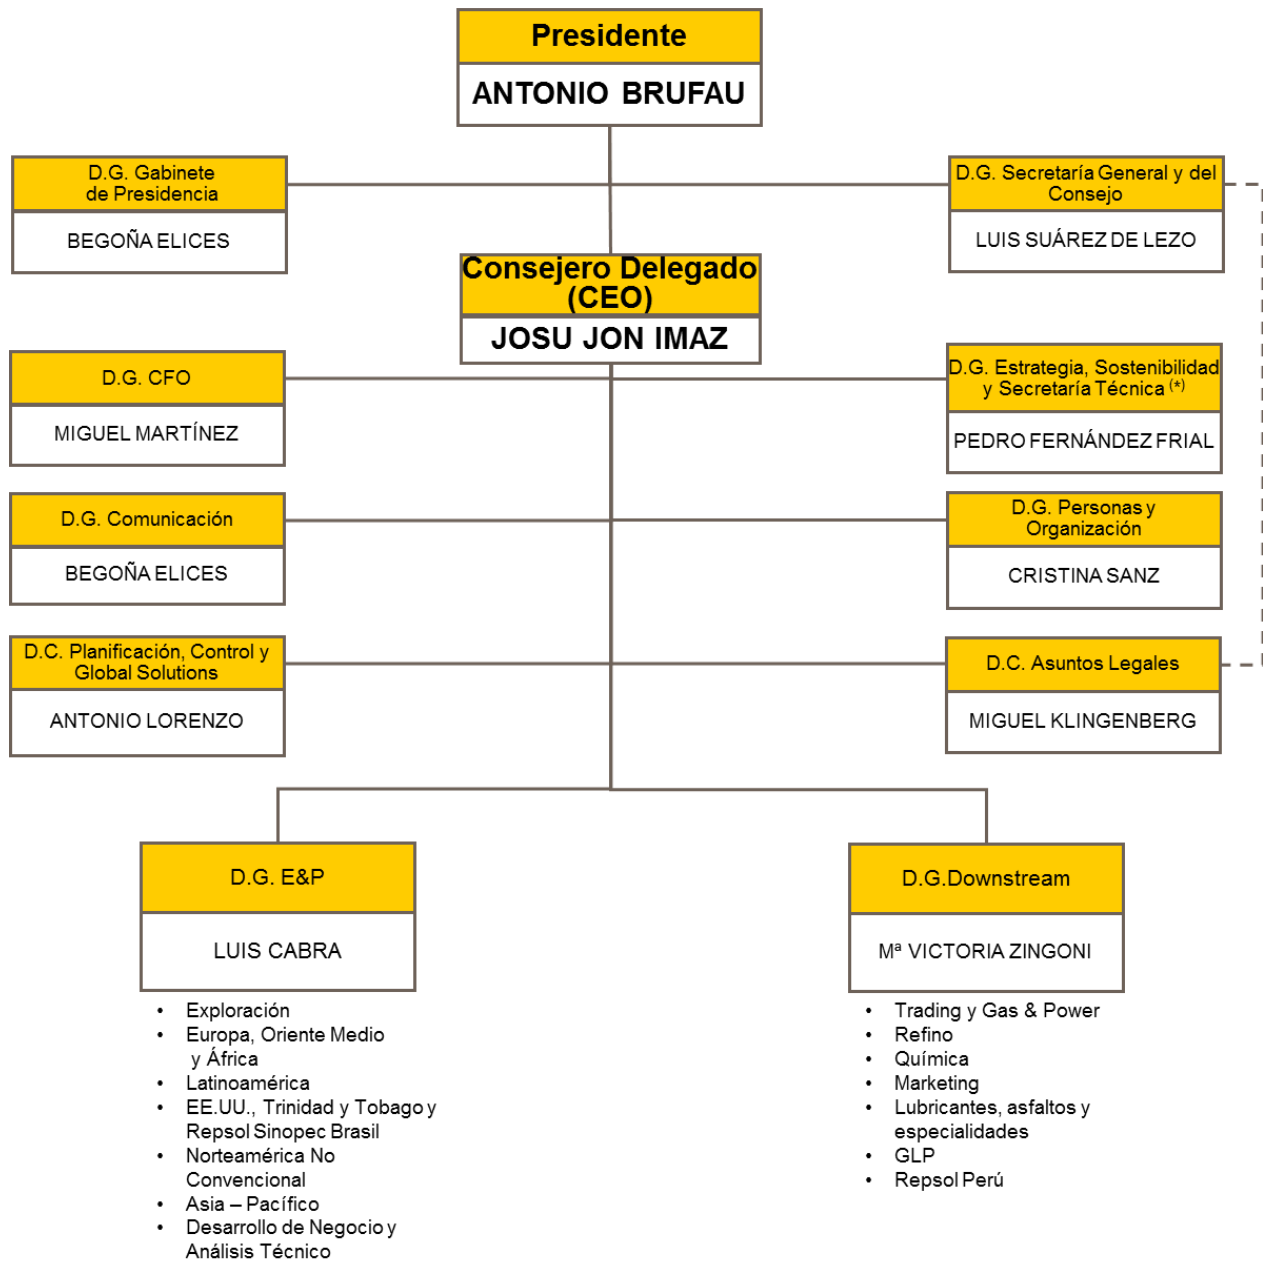 Presidente
ANTONIO BRUFAU
D.G. Gabinete
de Presidencia
BEGOÑA ELICES
D.G. Secretaría General y del
Consejo
LUIS SUÁREZ DE LEZO
Consejero Delegado
(CEO)
JOSU JON IMAZ
D.G. CFO
MIGUEL MARTÍNEZ
D.G. Estrategia, Sostenibilidad
y Secretaría Técnica (*)
PEDRO FERNÁNDEZ FRIAL
D.G. Comunicación
BEGOÑA ELICES
D.G. Personas y
Organización
CRISTINA SANZ
D.C. Planificación, Control y
Global Solutions
ANTONIO LORENZO
D.C. Asuntos Legales
MIGUEL KLINGENBERG
D.G. E&P
LUIS CABRA
• Exploración
• Europa, Oriente Medio
y África
• Latinoamérica
• EE.UU., Trinidad y Tobago y
Repsol Sinopec Brasil
• Norteamérica No
Convencional
• Asia – Pacífico
• Desarrollo de Negocio y
Análisis Técnico
D.G.Downstream
Mª VICTORIA ZINGONI
• Trading y Gas & Power
• Refino
• Química
• Marketing
• Lubricantes, asfaltos y
especialidades
• GLP
• Repsol Perú